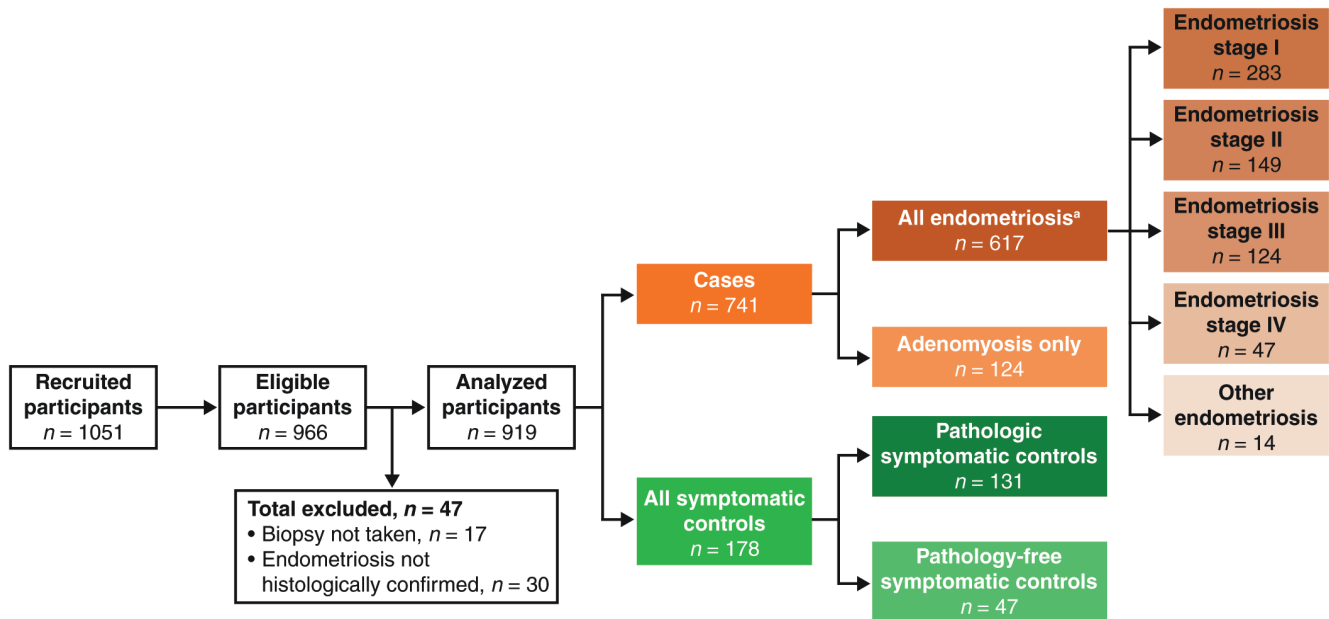 Recruited
participants
n = 1051
Eligible
participants
n = 966
Total excluded, n = 47
• Biopsy not taken, n = 17
• Endometriosis not
histologically confirmed, n = 30
Analyzed
participants
n = 919
Cases
n = 741
All symptomatic
controls
n = 178
All endometriosisᵃ
n = 617
Adenomyosis only
n = 124
Pathologic
symptomatic controls
n = 131
Pathology-free
symptomatic controls
n = 47
Endometriosis
stage I
n = 283
Endometriosis
stage II
n = 149
Endometriosis
stage III
n = 124
Endometriosis
stage IV
n = 47
Other
endometriosis
n = 14